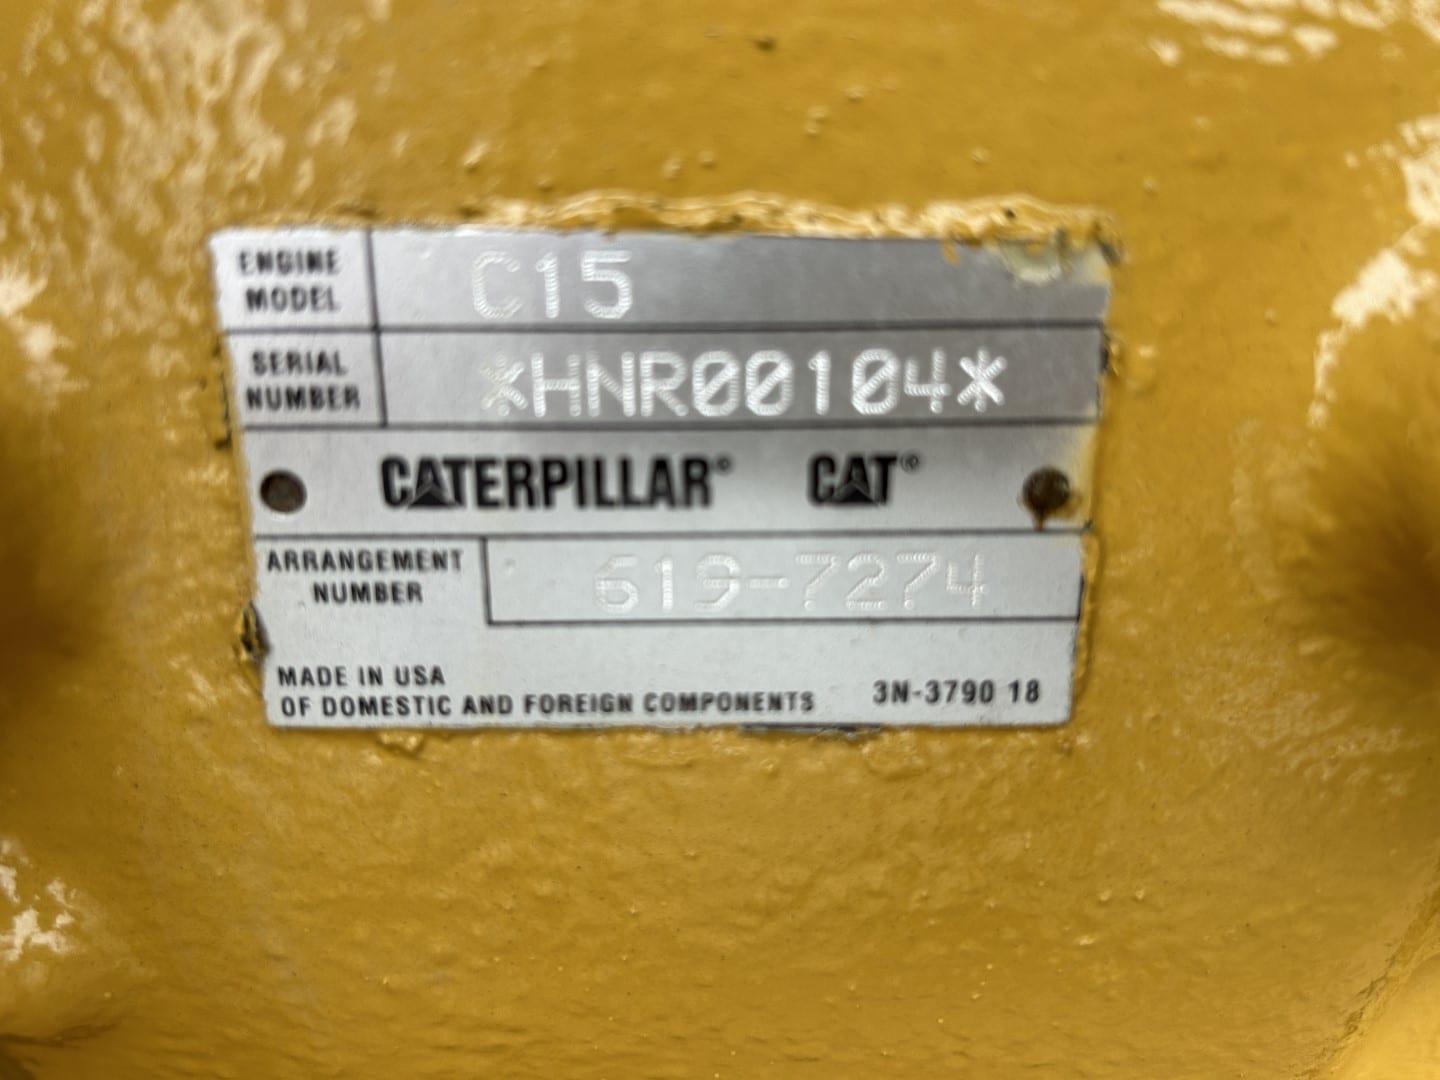 ENGINE MODEL C15
SERIAL NUMBER *HNR00104*
CATERPILLAR® CAT®
ARRANGEMENT NUMBER 619-7274
MADE IN USA
OF DOMESTIC AND FOREIGN COMPONENTS 3N-3790 18